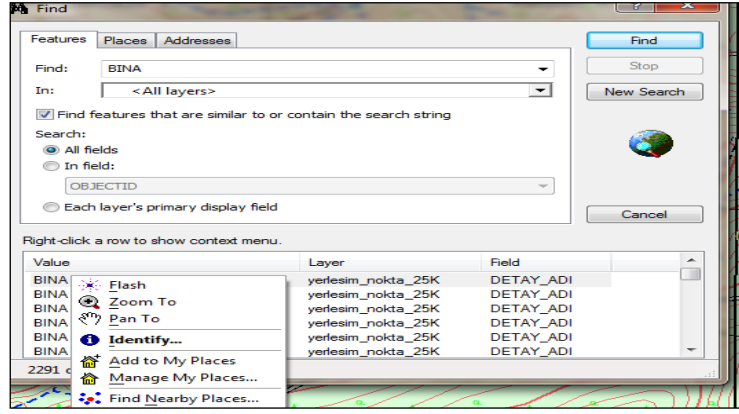 Find
Features Places Addresses
Find
Find: BINA
Stop
In: <All layers>
New Search
Find features that are similar to or contain the search string
Search:
All fields
In field:
OBJECTID
Each layer's primary display field
Cancel
Right-click a row to show context menu.
Value Layer Field
BINA yerlesim_nokta_25K DETAY_ADI
BINA yerlesim_nokta_25K DETAY_ADI
BINA yerlesim_nokta_25K DETAY_ADI
BINA yerlesim_nokta_25K DETAY_ADI
BINA yerlesim_nokta_25K DETAY_ADI
BINA yerlesim_nokta_25K DETAY_ADI
2291
Flash
Zoom To
Pan To
Identify...
Add to My Places
Manage My Places...
Find Nearby Places...